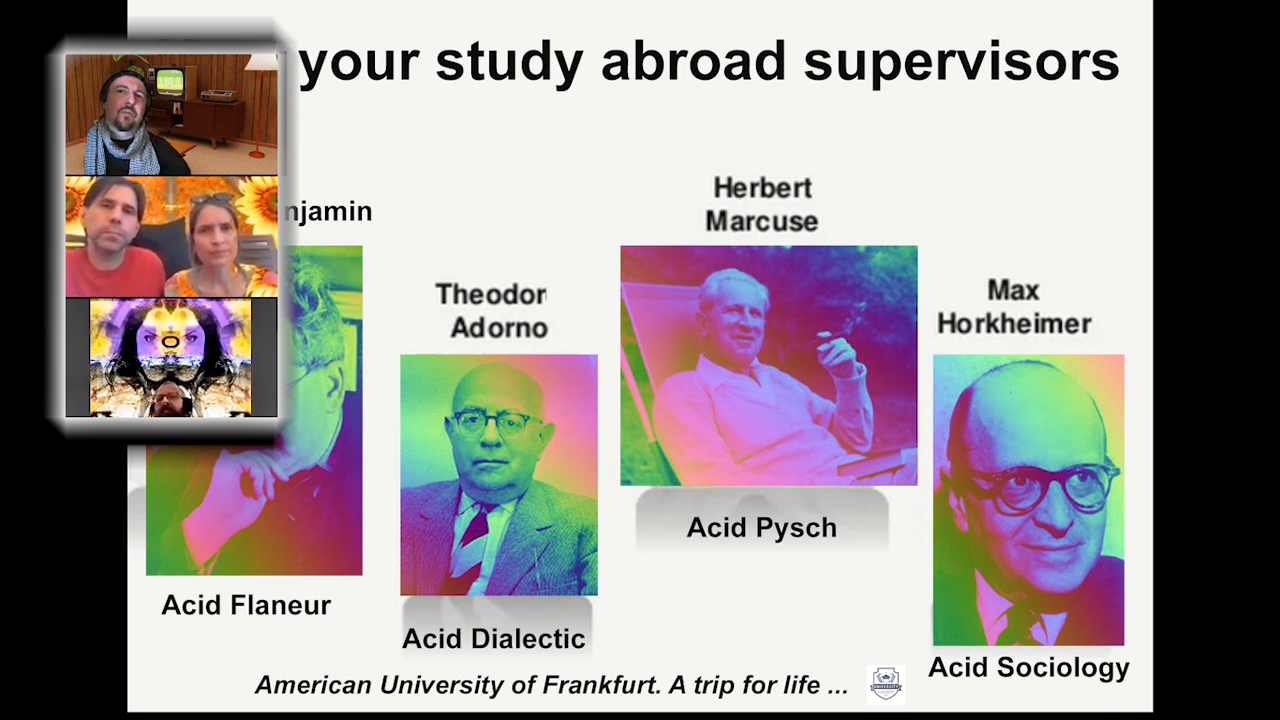 your study abroad supervisors
njamin
Herbert
Marcuse
Theodor
Adorno
Max
Horkheimer
Acid Pysch
Acid Flaneur
Acid Dialectic
Acid Sociology
American University of Frankfurt. A trip for life ...
UNIVERSITY